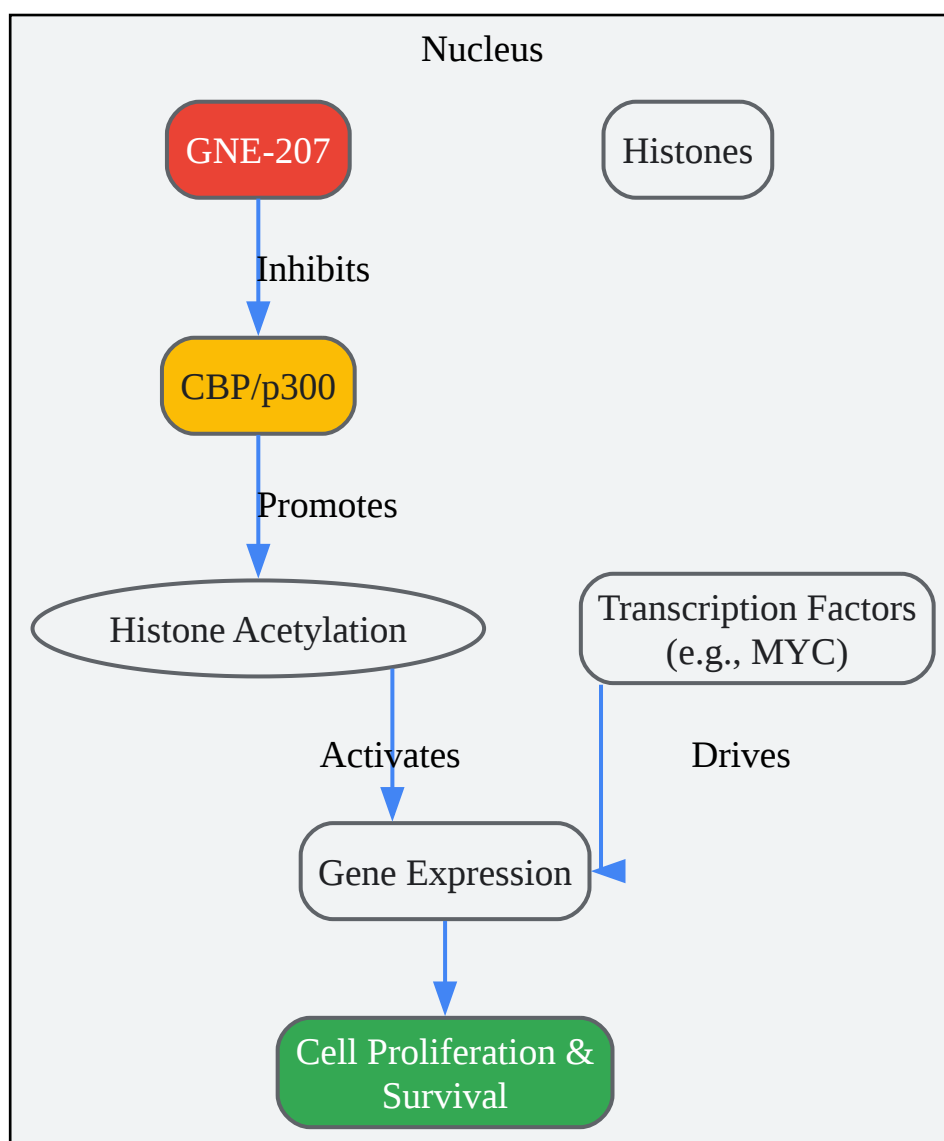 Nucleus
GNE-207
Histones
Inhibits
CBP/p300
Promotes
Histone Acetylation
Transcription Factors
(e.g., MYC)
Activates
Drives
Gene Expression
Cell Proliferation &
Survival